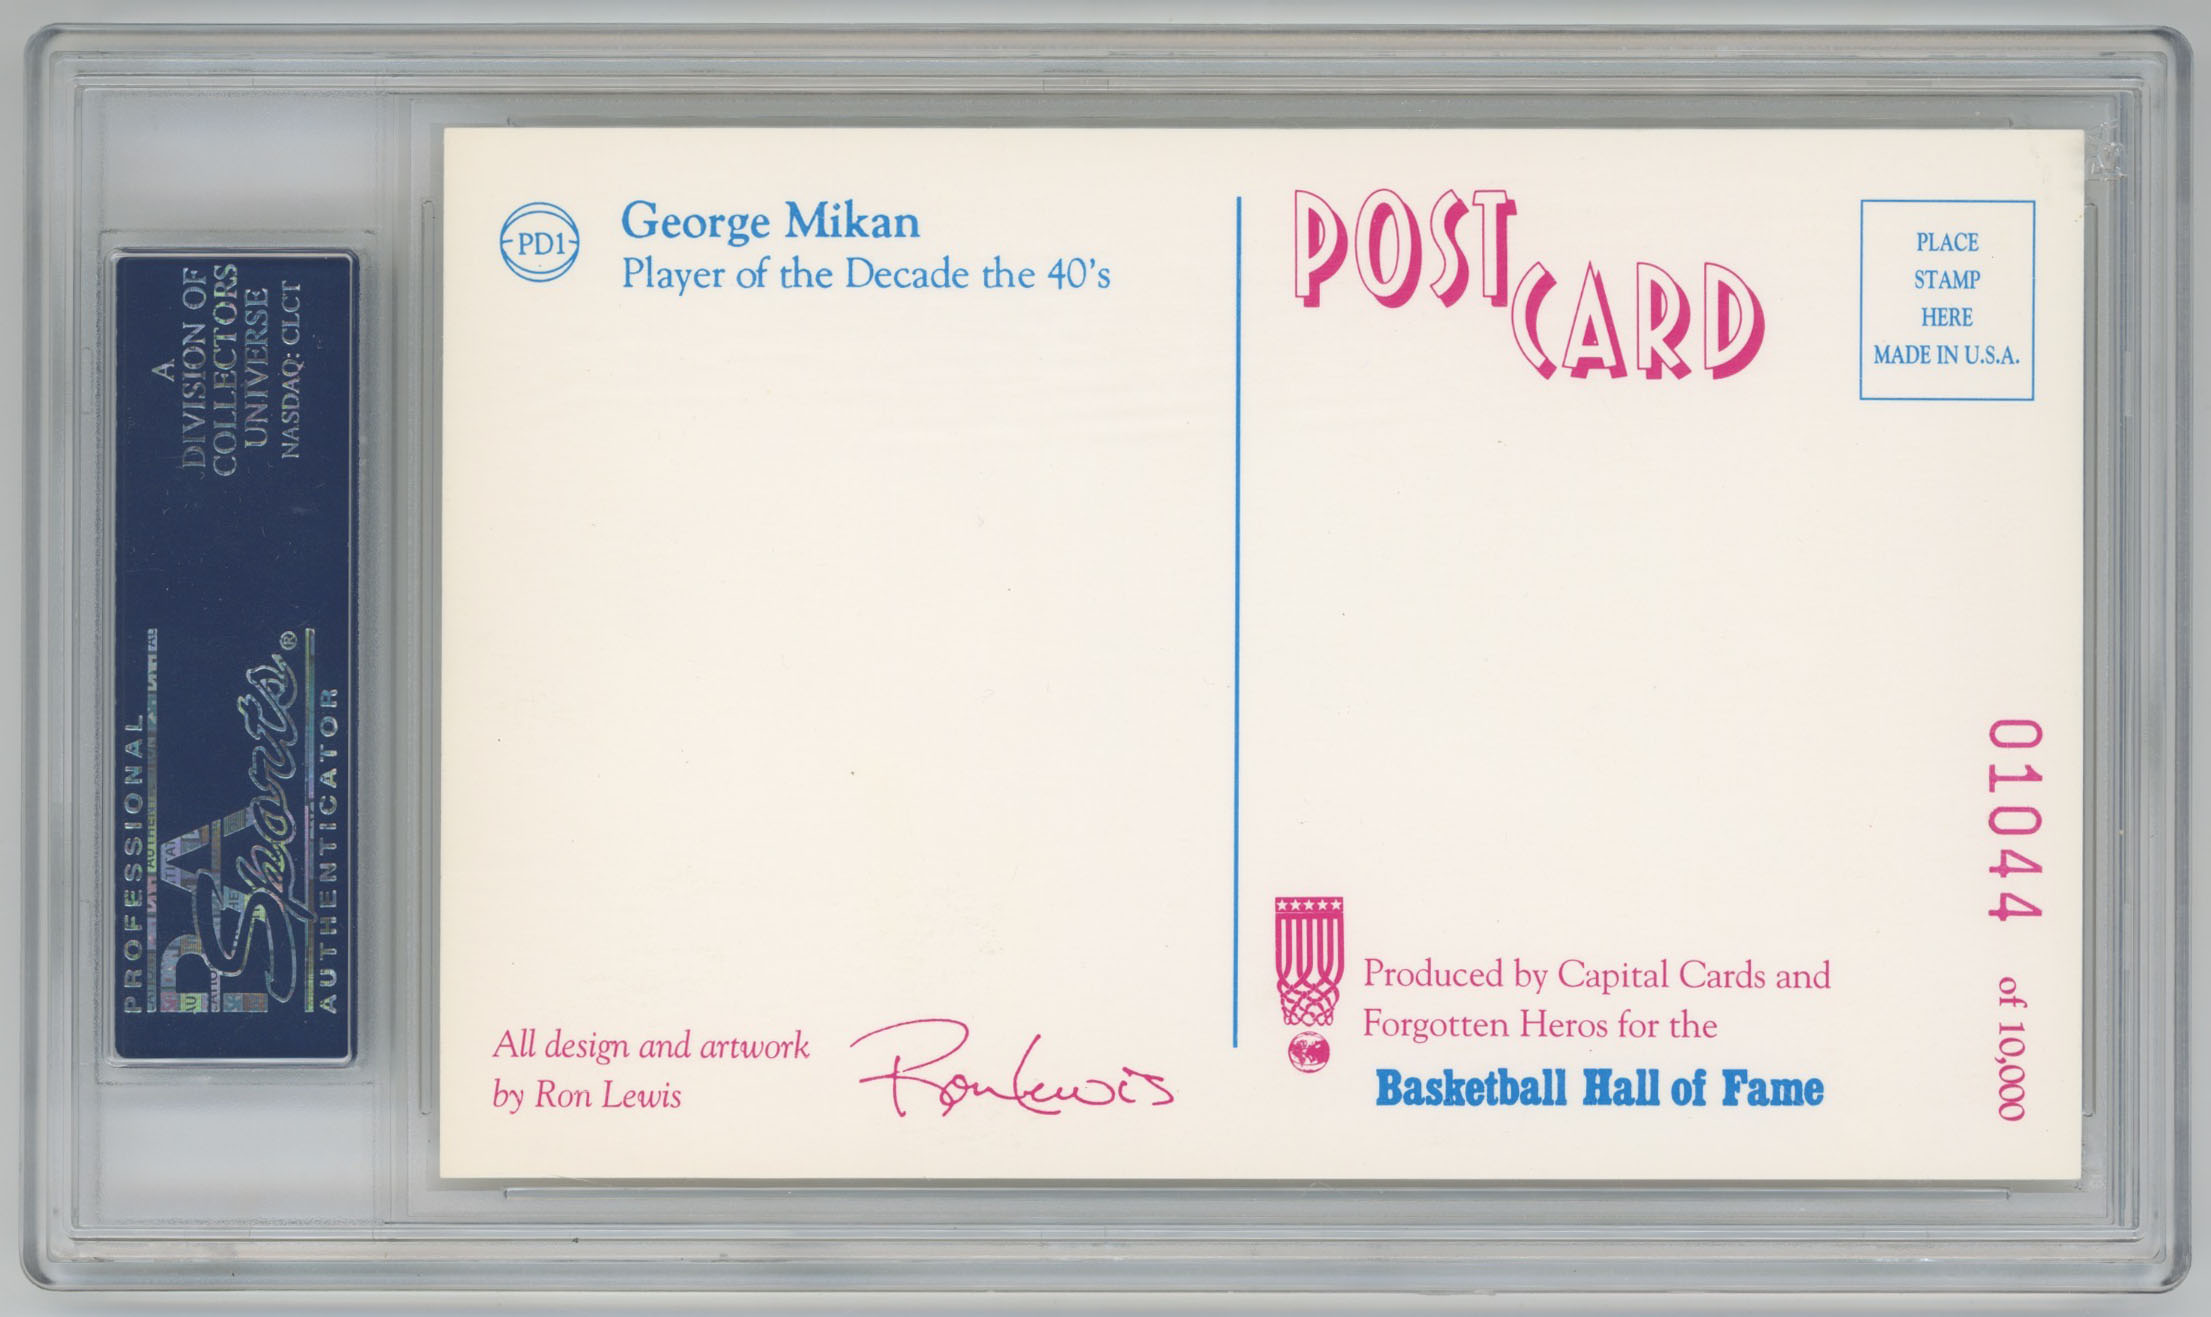 A
DIVISION OF
COLLECTORS
UNIVERSE
NASDAQ: CLCT
PROFESSIONAL
PSA
Sports®
AUTHENTICATOR
PD1
George Mikan
Player of the Decade the 40's
All design and artwork
by Ron Lewis
Ron Lewis
POST
CARD
PLACE
STAMP
HERE
MADE IN U.S.A.
Produced by Capital Cards and
Forgotten Heros for the
Basketball Hall of Fame
01044 of 10,000